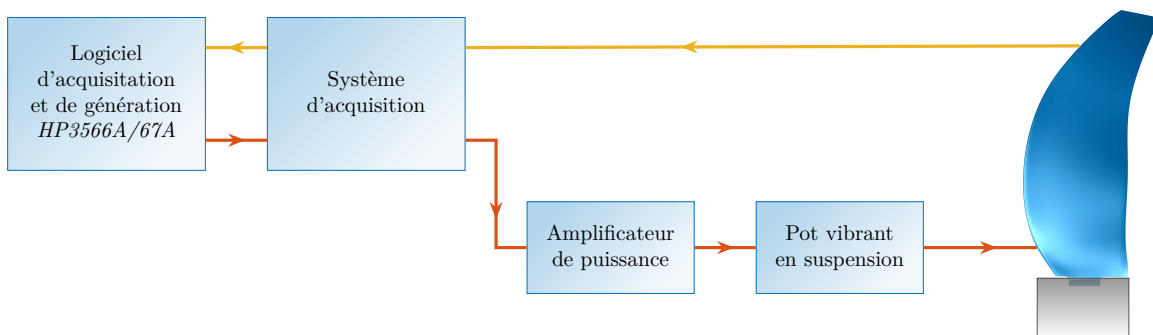 Logiciel
d'acquisitation
et de génération
HP3566A/67A
Système
d'acquisition
Amplificateur
de puissance
Pot vibrant
en suspension